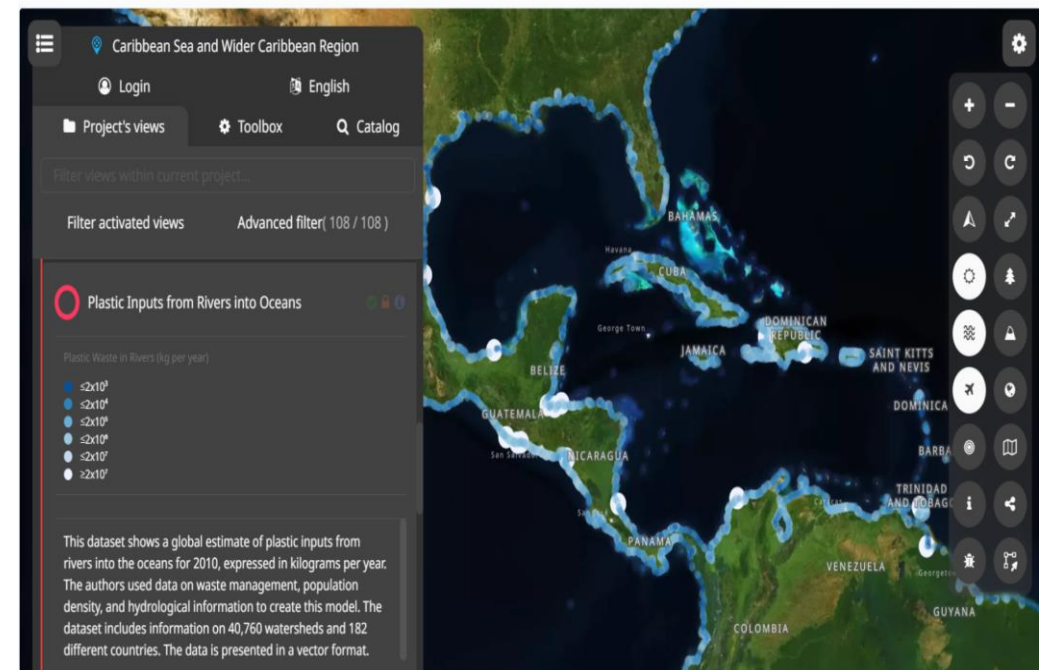 Caribbean Sea and Wider Caribbean Region
Login English
Project's views Toolbox Catalog
Filter views within current project...
Filter activated views Advanced filter( 108 / 108 )
Plastic Inputs from Rivers into Oceans
Plastic Waste in Rivers (kg per year)
≤2x10³
≤2x10⁴
≤2x10⁵
≤2x10⁶
≤2x10⁷
≥2x10⁷
This dataset shows a global estimate of plastic inputs from
rivers into the oceans for 2010, expressed in kilograms per year.
The authors used data on waste management, population
density, and hydrological information to create this model. The
dataset includes information on 40,760 watersheds and 182
different countries. The data is presented in a vector format.
BAHAMAS
Havana
CUBA
George Town
DOMINICAN
REPUBLIC
JAMAICA
SAINT KITTS
AND NEVIS
BELIZE
GUATEMALA
DOMINICA
San Salvador
NICARAGUA
BARBA
TRINIDAD
AND TOBAGO
PANAMA
VENEZUELA
Georgeto
GUYANA
COLOMBIA